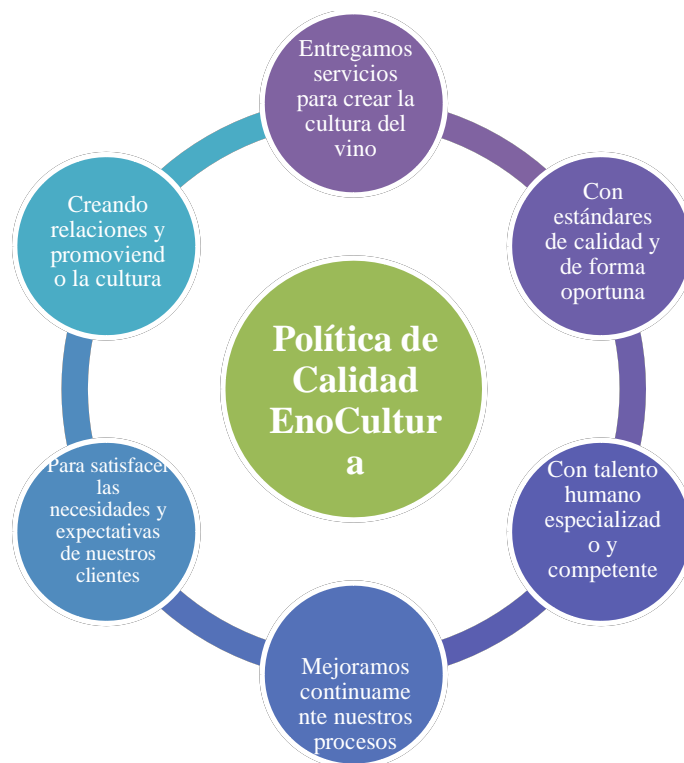 Entregamos
servicios
para crear la
cultura del
vino
Con
estándares
de calidad y
de forma
oportuna
Con talento
humano
especializad
o y
competente
Mejoramos
continuame
nte nuestros
procesos
Para satisfacer
las
necesidades y
expectativas
de nuestros
clientes
Creando
relaciones y
promoviend
o la cultura
Política de
Calidad
EnoCultur
a